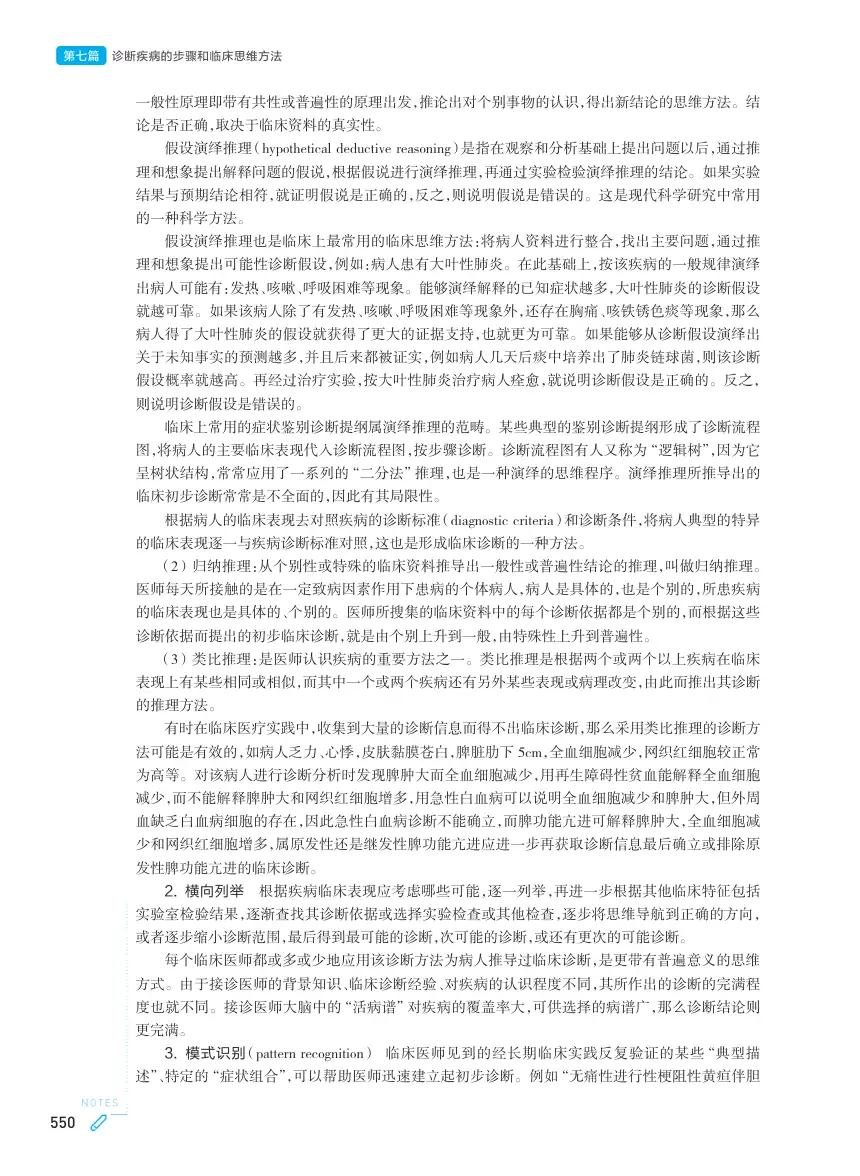 第七篇 诊断疾病的步骤和临床思维方法
一般性原理即带有共性或普遍性的原理出发，推论出对个别事物的认识，得出新结论的思维方法。结
论是否正确，取决于临床资料的真实性。
假设演绎推理（hypothetical deductive reasoning）是指在观察和分析基础上提出问题以后，通过推
理和想象提出解释问题的假说，根据假说进行演绎推理，再通过实验检验演绎推理的结论。如果实验
结果与预期结论相符，就证明假说是正确的，反之，则说明假说是错误的。这是现代科学研究中常用
的一种科学方法。
假设演绎推理也是临床上最常用的临床思维方法：将病人资料进行整合，找出主要问题，通过推
理和想象提出可能性诊断假设，例如：病人患有大叶性肺炎。在此基础上，按该疾病的一般规律演绎
出病人可能有：发热、咳嗽、呼吸困难等现象。能够演绎解释的已知症状越多，大叶性肺炎的诊断假设
就越可靠。如果该病人除了有发热、咳嗽、呼吸困难等现象外，还存在胸痛、咳铁锈色痰等现象，那么
病人得了大叶性肺炎的假设就获得了更大的证据支持，也就更为可靠。如果能够从诊断假设演绎出
关于未知事实的预测越多，并且后来都被证实，例如病人几天后痰中培养出了肺炎链球菌，则该诊断
假设概率就越高。再经过治疗实验，按大叶性肺炎治疗病人痊愈，就说明诊断假设是正确的。反之，
则说明诊断假设是错误的。
临床上常用的症状鉴别诊断提纲属演绎推理的范畴。某些典型的鉴别诊断提纲形成了诊断流程
图，将病人的主要临床表现代入诊断流程图，按步骤诊断。诊断流程图有人又称为“逻辑树”，因为它
呈树状结构，常常应用了一系列的“二分法”推理，也是一种演绎的思维程序。演绎推理所推导出的
临床初步诊断常常是不全面的，因此有其局限性。
根据病人的临床表现去对照疾病的诊断标准（diagnostic criteria）和诊断条件，将病人典型的特异
的临床表现逐一与疾病诊断标准对照，这也是形成临床诊断的一种方法。
（2）归纳推理：从个别性或特殊的临床资料推导出一般性或普遍性结论的推理，叫做归纳推理。
医师每天所接触的是在一定致病因素作用下患病的个体病人，病人是具体的，也是个别的，所患疾病
的临床表现也是具体的、个别的。医师所搜集的临床资料中的每个诊断依据都是个别的，而根据这些
诊断依据而提出的初步临床诊断，就是由个别上升到一般，由特殊性上升到普遍性。
（3）类比推理：是医师认识疾病的重要方法之一。类比推理是根据两个或两个以上疾病在临床
表现上有某些相同或相似，而其中一个或两个疾病还有另外某些表现或病理改变，由此而推出其诊断
的推理方法。
有时在临床医疗实践中，收集到大量的诊断信息而得不出临床诊断，那么采用类比推理的诊断方
法可能是有效的，如病人乏力、心悸，皮肤黏膜苍白，脾脏肋下 5cm，全血细胞减少，网织红细胞较正常
为高等。对该病人进行诊断分析时发现脾肿大而全血细胞减少，用再生障碍性贫血能解释全血细胞
减少，而不能解释脾肿大和网织红细胞增多，用急性白血病可以说明全血细胞减少和脾肿大，但外周
血缺乏白血病细胞的存在，因此急性白血病诊断不能确立，而脾功能亢进可解释脾肿大，全血细胞减
少和网织红细胞增多，属原发性还是继发性脾功能亢进应进一步再获取诊断信息最后确立或排除原
发性脾功能亢进的临床诊断。
2. 横向列举 根据疾病临床表现应考虑哪些可能，逐一列举，再进一步根据其他临床特征包括
实验室检验结果，逐渐查找其诊断依据或选择实验检查或其他检查，逐步将思维导航到正确的方向，
或者逐步缩小诊断范围，最后得到最可能的诊断，次可能的诊断，或还有更次的可能诊断。
每个临床医师都或多或少地应用该诊断方法为病人推导过临床诊断，是更带有普遍意义的思维
方式。由于接诊医师的背景知识、临床诊断经验、对疾病的认识程度不同，其所作出的诊断的完满程
度也就不同。接诊医师大脑中的“活病谱”对疾病的覆盖率大，可供选择的病谱广，那么诊断结论则
更完满。
3. 模式识别（pattern recognition） 临床医师见到的经长期临床实践反复验证的某些“典型描
述”、特定的“症状组合”，可以帮助医师迅速建立起初步诊断。例如“无痛性进行性梗阻性黄疸伴胆
NOTES
550